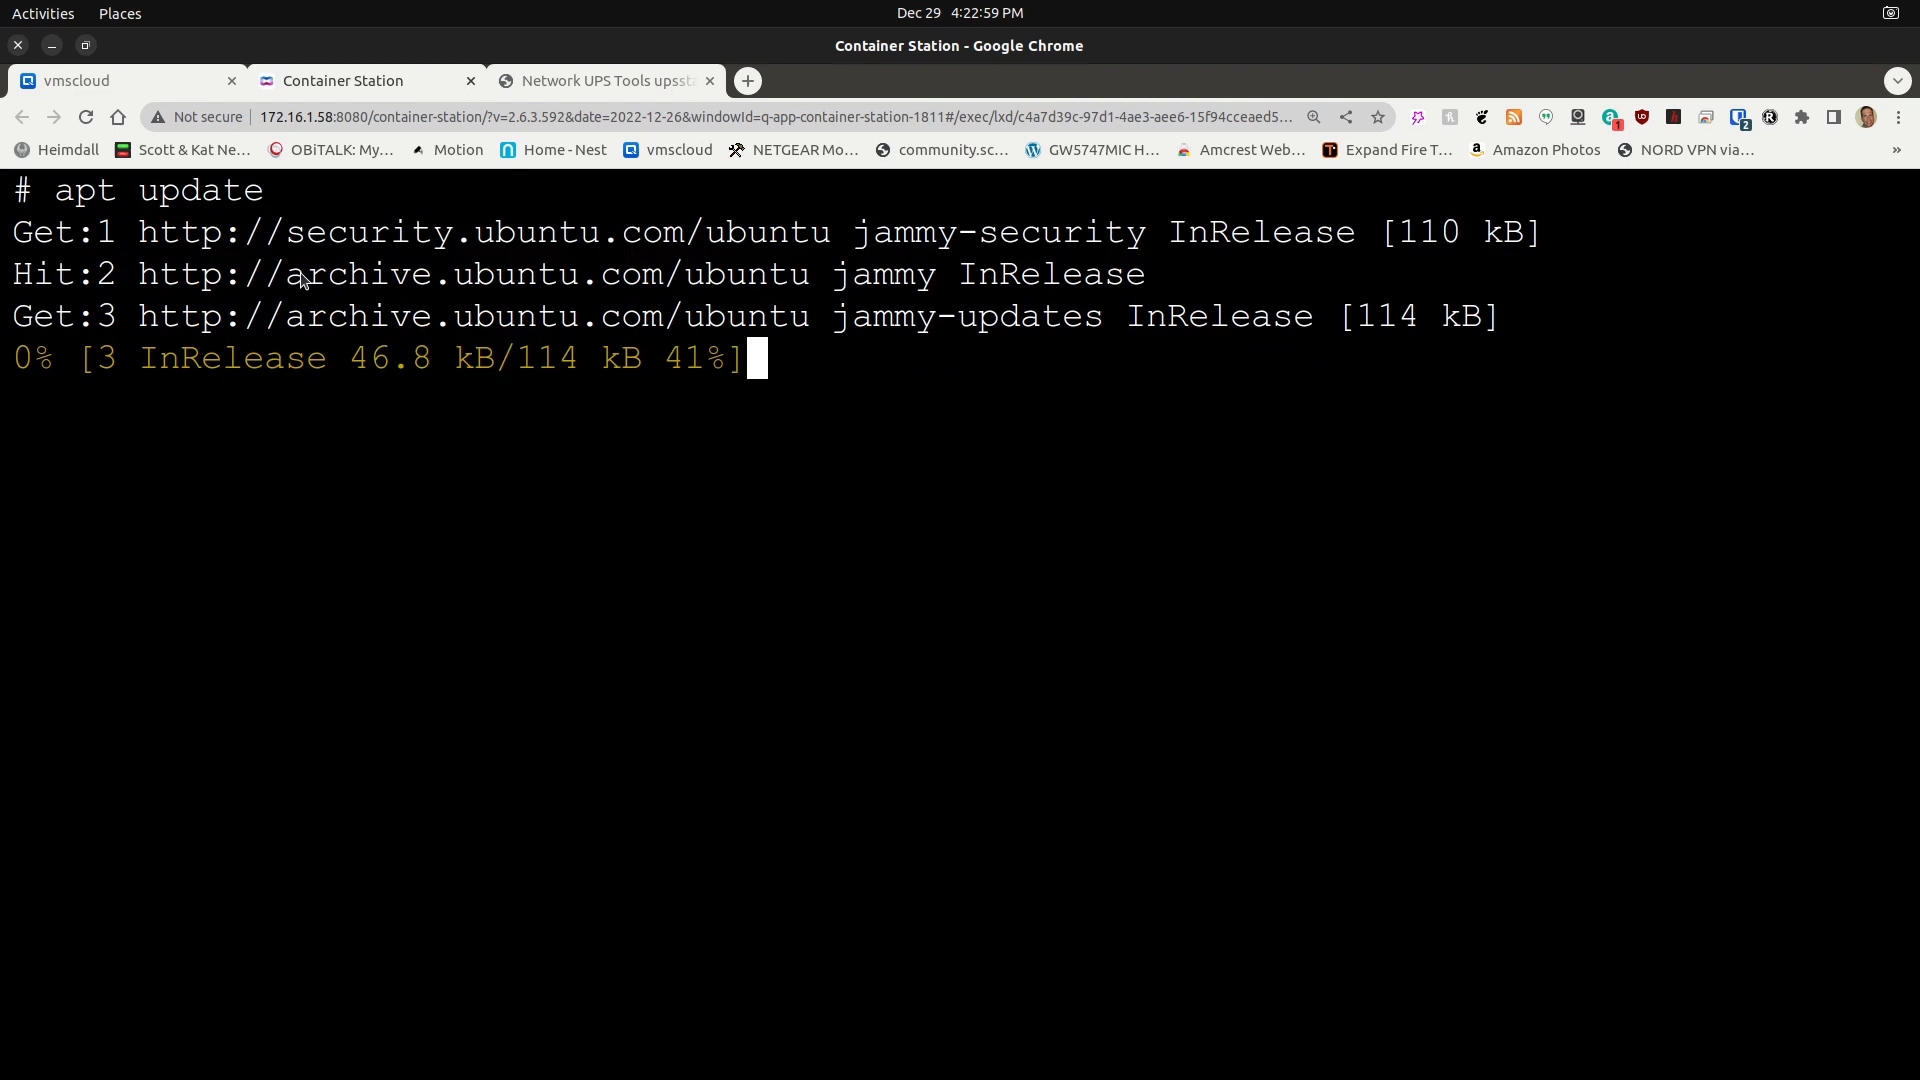 Activities Places Dec 29 4:22:59 PM
Container Station - Google Chrome
vmscloud Container Station Network UPS Tools upssta
Not secure 172.16.1.58:8080/container-station/?v=2.6.3.592&date=2022-12-26&windowId=q-app-container-station-1811#/exec/lxd/c4a7d39c-97d1-4ae3-aee6-15f94cceaed5...
Heimdall Scott & Kat Ne... OBiTALK: My... Motion Home - Nest vmscloud NETGEAR Mo... community.sc... GW5747MIC H... Amcrest Web... Expand Fire T... Amazon Photos NORD VPN via... »
# apt update
Get:1 http://security.ubuntu.com/ubuntu jammy-security InRelease [110 kB]
Hit:2 http://archive.ubuntu.com/ubuntu jammy InRelease
Get:3 http://archive.ubuntu.com/ubuntu jammy-updates InRelease [114 kB]
0% [3 InRelease 46.8 kB/114 kB 41%]